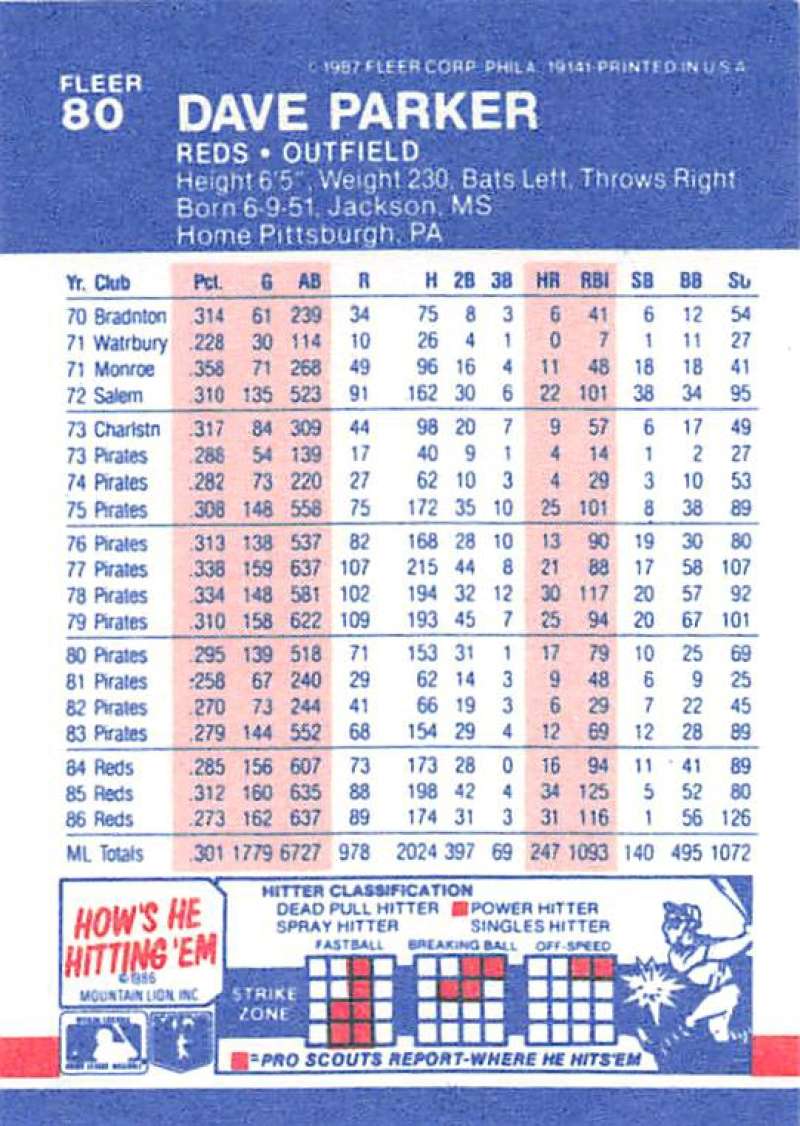 © 1987 FLEER CORP. PHILA. 19141-PRINTED IN U S A
FLEER
80 DAVE PARKER
REDS • OUTFIELD
Height 6'5", Weight 230, Bats Left, Throws Right
Born 6-9-51, Jackson, MS
Home Pittsburgh, PA
Yr. Club Pct. G AB R H 2B 3B HR RBI SB BB So
70 Bradnton .314 61 239 34 75 8 3 6 41 6 12 54
71 Watrbury .228 30 114 10 26 4 1 0 7 1 11 27
71 Monroe .358 71 268 49 96 16 4 11 48 18 18 41
72 Salem .310 135 523 91 162 30 6 22 101 38 34 95
73 Charlstn .317 84 309 44 98 20 7 9 57 6 17 49
73 Pirates .288 54 139 17 40 9 1 4 14 1 2 27
74 Pirates .282 73 220 27 62 10 3 4 29 3 10 53
75 Pirates .308 148 558 75 172 35 10 25 101 8 38 89
76 Pirates .313 138 537 82 168 28 10 13 90 19 30 80
77 Pirates .338 159 637 107 215 44 8 21 88 17 58 107
78 Pirates .334 148 581 102 194 32 12 30 117 20 57 92
79 Pirates .310 158 622 109 193 45 7 25 94 20 67 101
80 Pirates .295 139 518 71 153 31 1 17 79 10 25 69
81 Pirates .258 67 240 29 62 14 3 9 48 6 9 25
82 Pirates .270 73 244 41 66 19 3 6 29 7 22 45
83 Pirates .279 144 552 68 154 29 4 12 69 12 28 89
84 Reds .285 156 607 73 173 28 0 16 94 11 41 89
85 Reds .312 160 635 88 198 42 4 34 125 5 52 80
86 Reds .273 162 637 89 174 31 3 31 116 1 56 126
ML Totals .301 1779 6727 978 2024 397 69 247 1093 140 495 1072
HOW'S HE
HITTING 'EM
©1986
MOUNTAIN LION, INC
HITTER CLASSIFICATION
DEAD PULL HITTER POWER HITTER
SPRAY HITTER SINGLES HITTER
FASTBALL BREAKING BALL OFF-SPEED
STRIKE
ZONE
=PRO SCOUTS REPORT-WHERE HE HITS 'EM